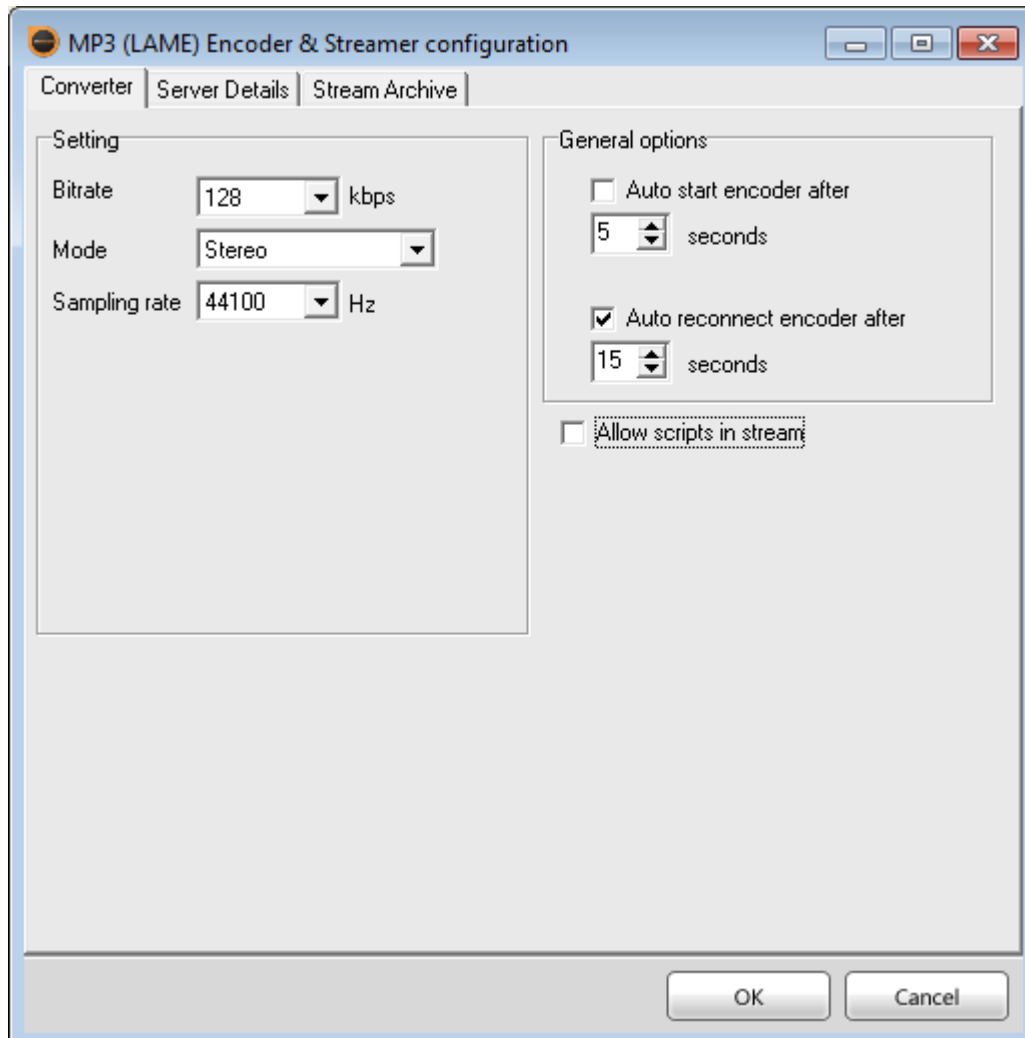 MP3 (LAME) Encoder & Streamer configuration
Converter Server Details Stream Archive
Setting
Bitrate 128 kbps
Mode Stereo
Sampling rate 44100 Hz
General options
Auto start encoder after
5 seconds
Auto reconnect encoder after
15 seconds
Allow scripts in stream
OK Cancel